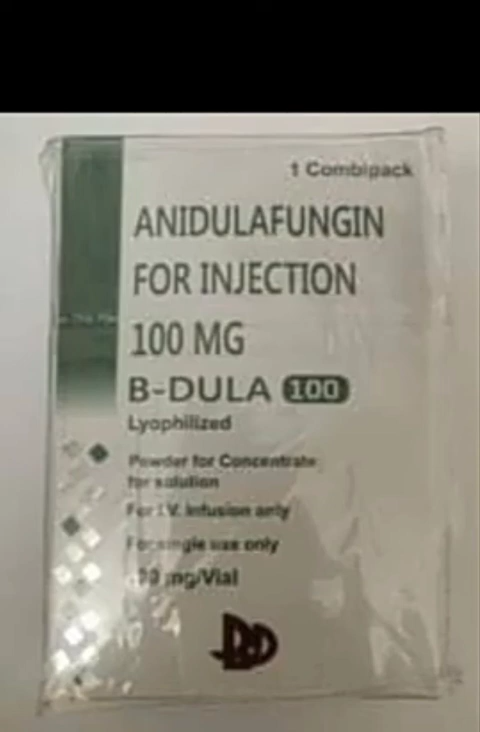 1 Combipack
ANIDULAFUNGIN
FOR INJECTION
100 MG
B-DULA 100
Lyophilized
Powder for Concentrate
for solution
For I.V. infusion only
For single use only
mg/Vial